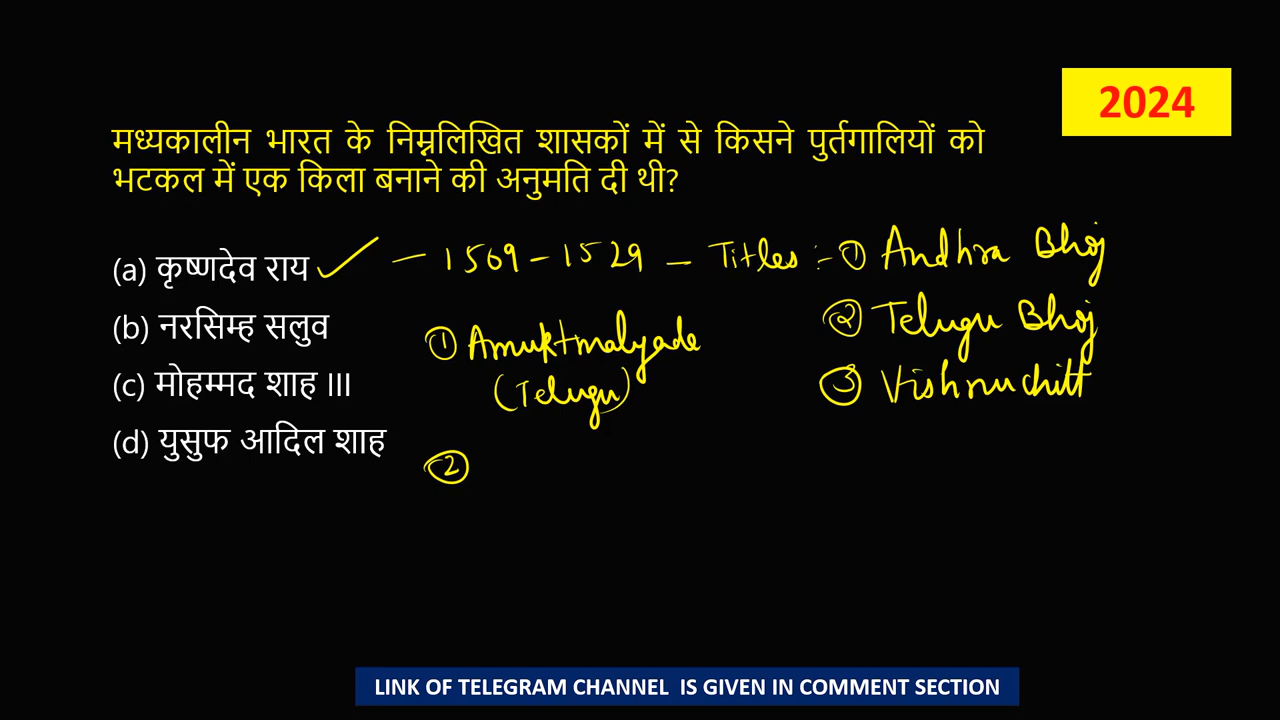 2024
मध्यकालीन भारत के निम्नलिखित शासकों में से किसने पुर्तगालियों को
भटकल में एक किला बनाने की अनुमति दी थी?
(a) कृष्णदेव राय ✓ – 1509 – 1529 – Titles :- ① Andhra Bhoj
(b) नरसिम्ह सलुव
① Amuktmalyade
(Telugu)
② Telugu Bhoj
③ Vishnuchitt
(c) मोहम्मद शाह III
(d) युसुफ आदिल शाह
②
LINK OF TELEGRAM CHANNEL IS GIVEN IN COMMENT SECTION